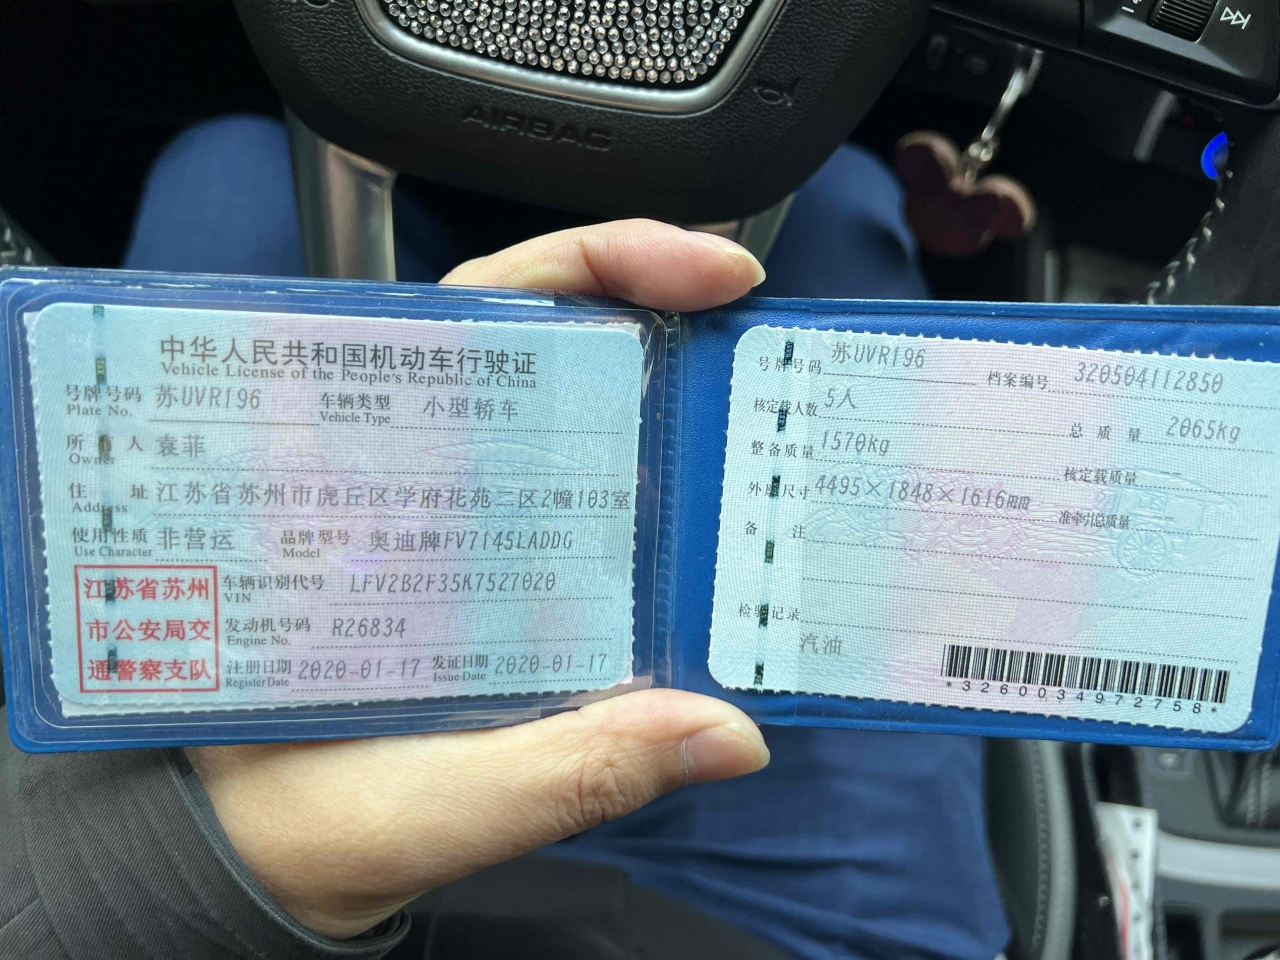 AIRBAG
中华人民共和国机动车行驶证
Vehicle License of the People's Republic of China
号牌号码 苏UVR196 车辆类型 小型轿车
Plate No. Vehicle Type
所有人 袁菲
Owner
住址 江苏省苏州市虎丘区学府花苑二区2幢103室
Address
使用性质 非营运 品牌型号 奥迪牌FV7145LADDG
Use Character Model
江苏省苏州
市公安局交
通警察支队
车辆识别代号 LFV2B2F35K7527020
VIN
发动机号码 R26834
Engine No.
注册日期 2020-01-17 发证日期 2020-01-17
Register Date Issue Date
号牌号码 苏UVR196 档案编号 320504112850
核定载人数 5人 总质量 2065kg
整备质量 1570kg 核定载质量 --
外廓尺寸 4495×1848×1616mm 准牵引总质量 --
备注
检验记录
汽油
*3260034972758*